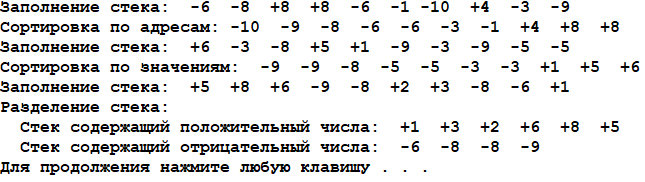 Заполнение стека:  -6  -8  +8  +8  -6  -1 -10  +4  -3  -9
Сортировка по адресам: -10  -9  -8  -6  -6  -3  -1  +4  +8  +8
Заполнение стека:  +6  -3  -8  +5  +1  -9  -3  -9  -5  -5
Сортировка по значениям:  -9  -9  -8  -5  -5  -3  -3  +1  +5  +6
Заполнение стека:  +5  +8  +6  -9  -8  +2  +3  -8  -6  +1
Разделение стека:
  Стек содержащий положительный числа:  +1  +3  +2  +6  +8  +5
  Стек содержащий отрицательный числа:  -6  -8  -8  -9
Для продолжения нажмите любую клавишу . . .